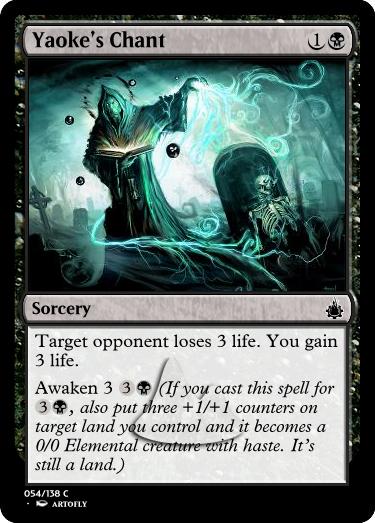 Yaoke's Chant 1
Sorcery
Target opponent loses 3 life. You gain
3 life.
Awaken 3 3 (If you cast this spell for
3 , also put three +1/+1 counters on
target land you control and it becomes a
0/0 Elemental creature with haste. It's
still a land.)
054/138 C
· ARTOFLY